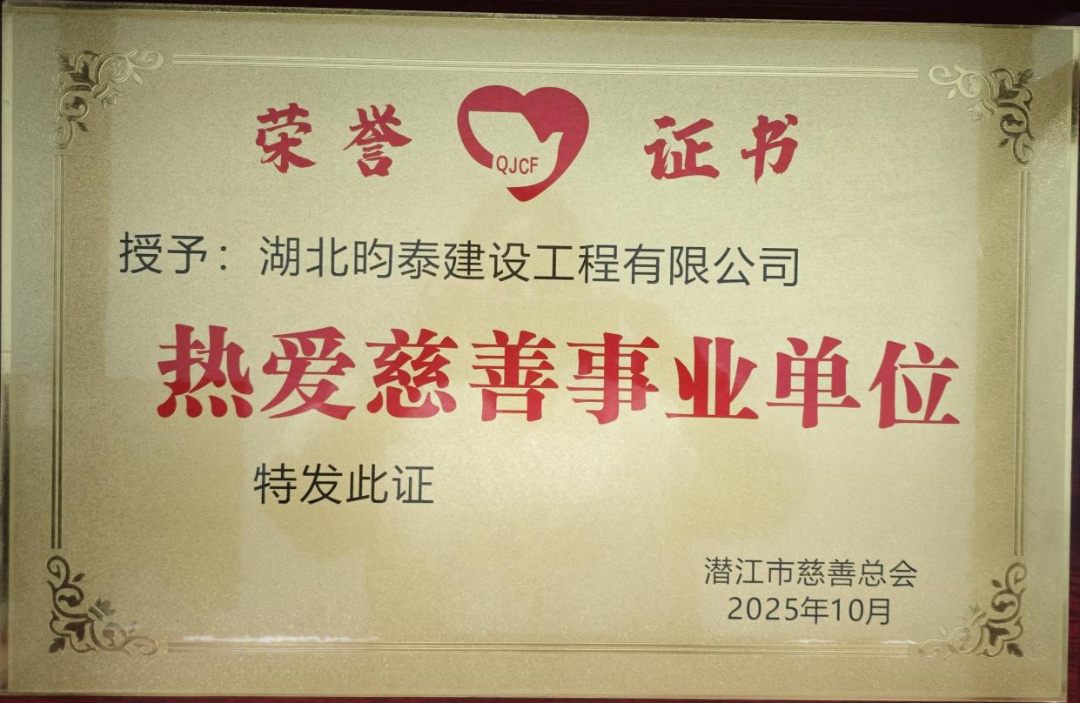 荣誉 QJCF 证书
授予：湖北昀泰建设工程有限公司
热爱慈善事业单位
特发此证
潜江市慈善总会
2025年10月